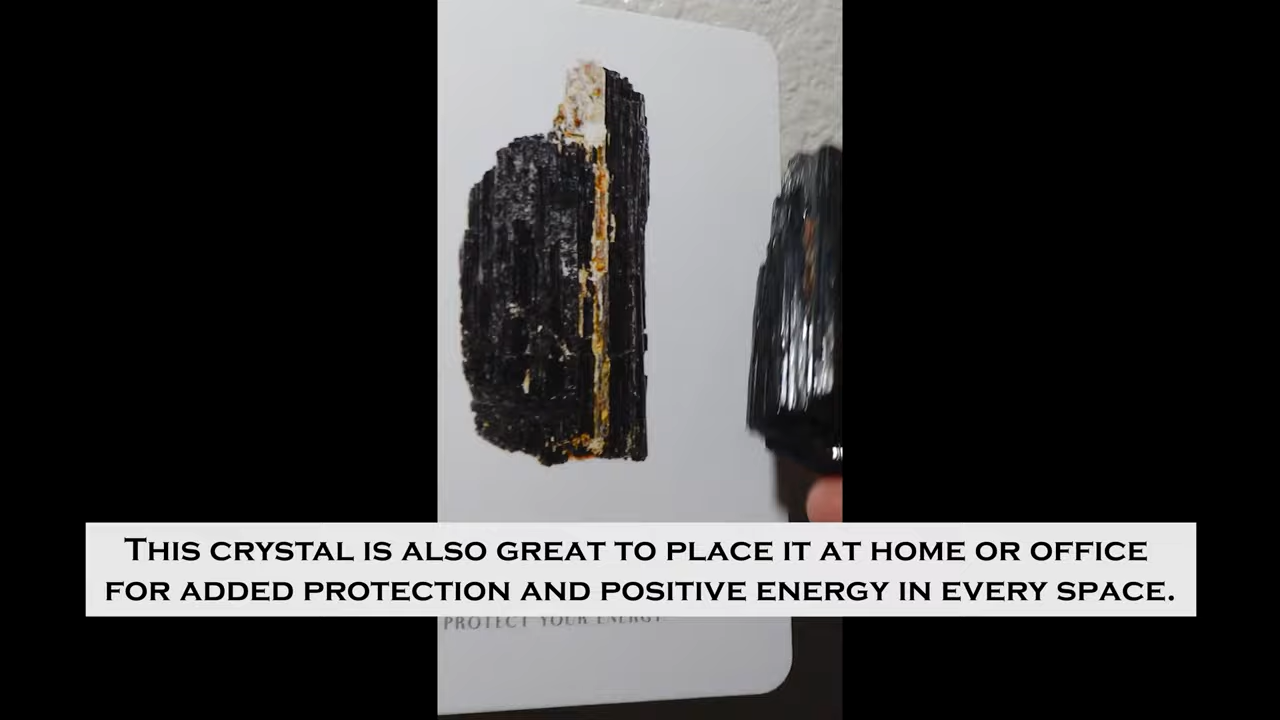 THIS CRYSTAL IS ALSO GREAT TO PLACE IT AT HOME OR OFFICE
FOR ADDED PROTECTION AND POSITIVE ENERGY IN EVERY SPACE.
PROTECT YOUR ENERGY